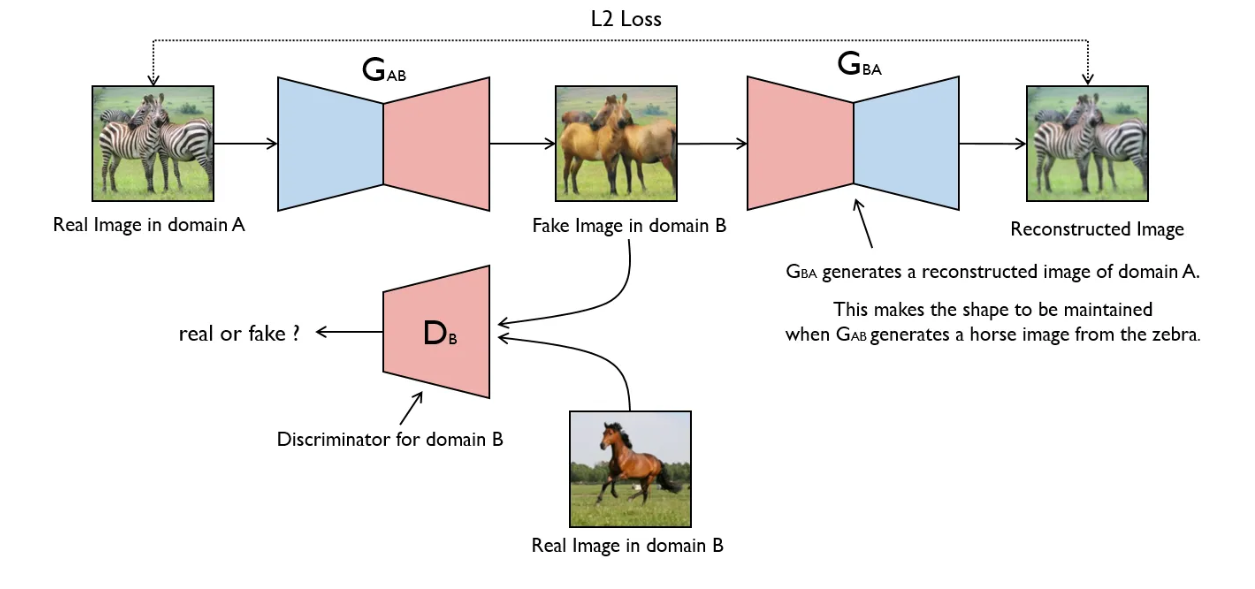 L2 Loss
GAB
GBA
Real Image in domain A
Fake Image in domain B
Reconstructed Image
GBA generates a reconstructed image of domain A.
This makes the shape to be maintained
when GAB generates a horse image from the zebra.
real or fake ?
DB
Discriminator for domain B
Real Image in domain B